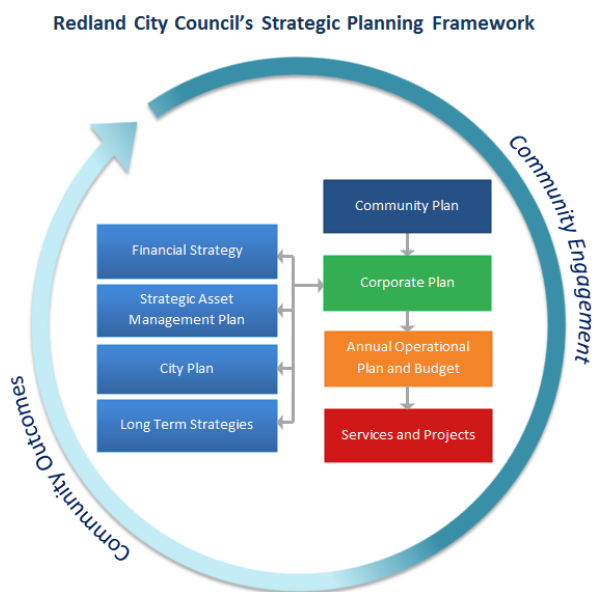 Redland City Council's Strategic Planning Framework
Community Engagement
Community Plan
Financial Strategy
Corporate Plan
Strategic Asset
Management Plan
Annual Operational
Plan and Budget
City Plan
Long Term Strategies
Services and Projects
Community Outcomes